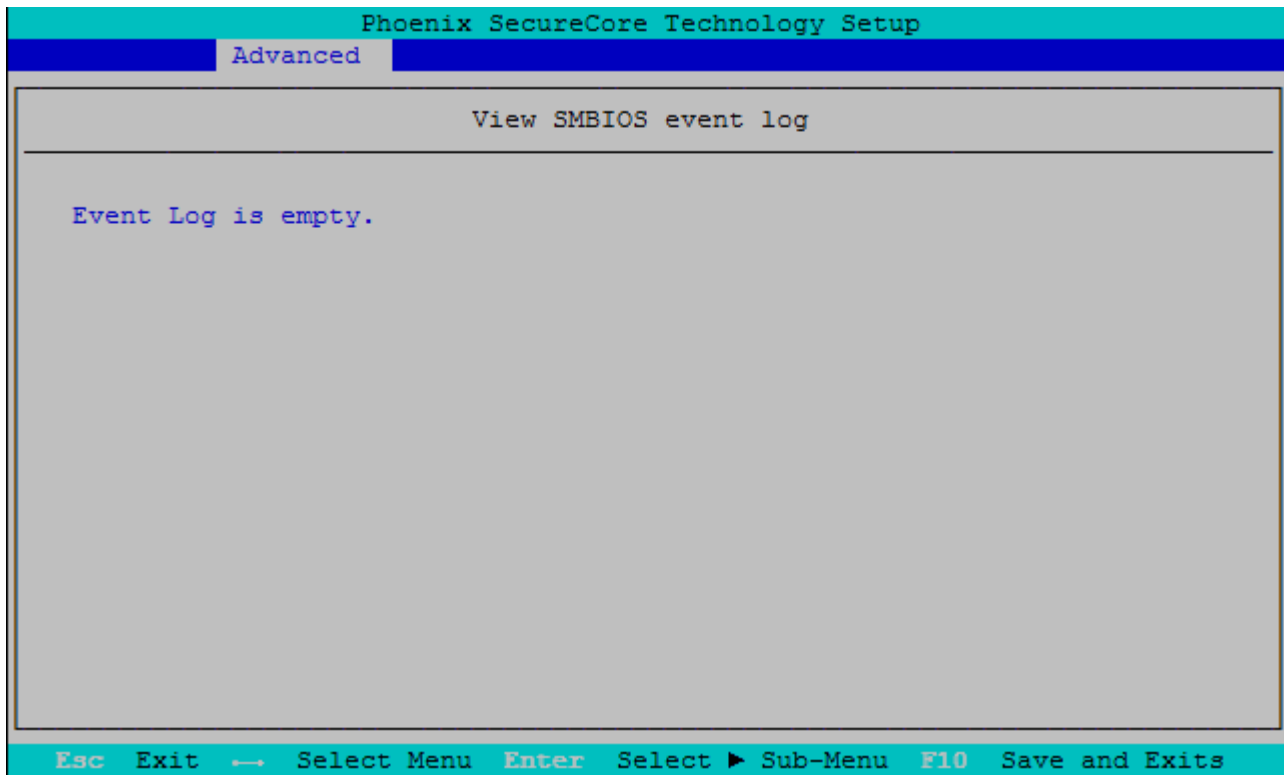 Phoenix SecureCore Technology Setup
Advanced
View SMBIOS event log
Event Log is empty.
Esc Exit ↔ Select Menu Enter Select ▶ Sub-Menu F10 Save and Exits